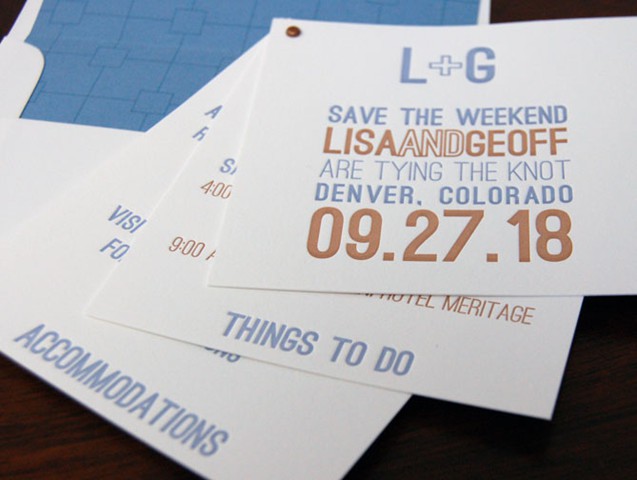 L+G
SAVE THE WEEKEND
LISAANDGEOFF
ARE TYING THE KNOT
DENVER, COLORADO
09.27.18
4:00
9:00
HOTEL MERITAGE
THINGS TO DO
ACCOMMODATIONS